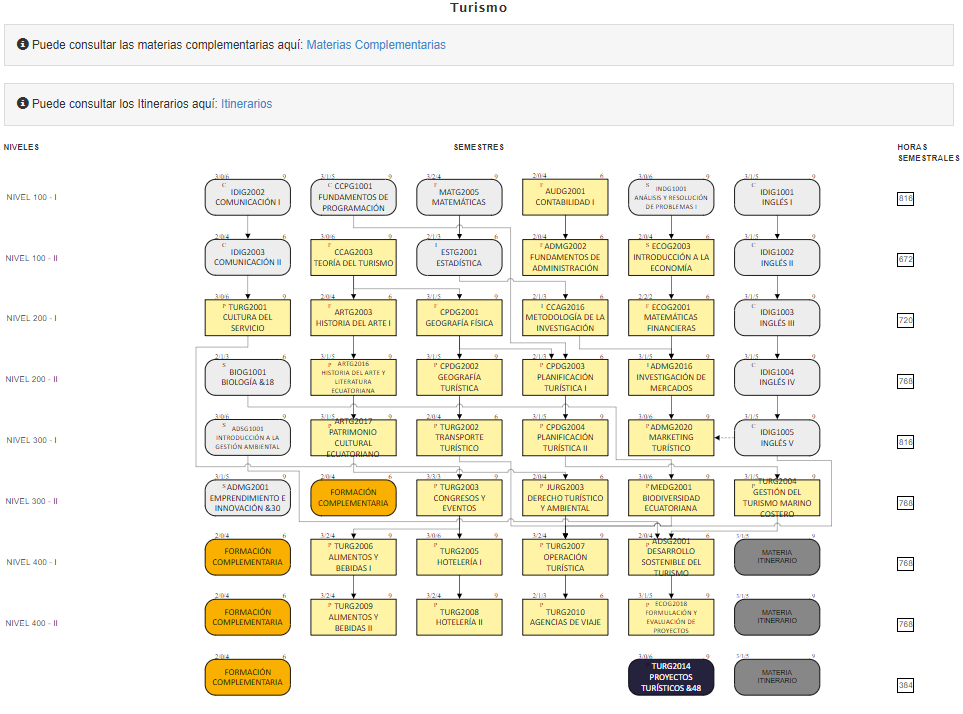 Turismo
Puede consultar las materias complementarias aquí: Materias Complementarias
Puede consultar los Itinerarios aquí: Itinerarios
NIVELES
SEMESTRES
HORAS
SEMESTRALES
NIVEL 100 - I
3/0/6 9
C
IDIG2002
COMUNICACIÓN I
3/1/5 9
C
CCPG1001
FUNDAMENTOS DE
PROGRAMACIÓN
3/2/4 9
F
MATG2005
MATEMÁTICAS
2/0/4 6
F
AUDG2001
CONTABILIDAD I
3/0/6 9
S
INDG1001
ANÁLISIS Y RESOLUCIÓN
DE PROBLEMAS I
3/1/5 9
C
IDIG1001
INGLÉS I
816
NIVEL 100 - II
2/0/4 6
C
IDIG2003
COMUNICACIÓN II
3/0/6 9
F
CCAG2003
TEORÍA DEL TURISMO
2/1/3 6
I
ESTG2001
ESTADÍSTICA
2/0/4 6
F
ADMG2002
FUNDAMENTOS DE
ADMINISTRACIÓN
2/0/4 6
S
ECOG2003
INTRODUCCIÓN A LA
ECONOMÍA
3/1/5 9
C
IDIG1002
INGLÉS II
672
NIVEL 200 - I
3/0/6 9
P
TURG2001
CULTURA DEL
SERVICIO
2/0/4 6
F
ARTG2003
HISTORIA DEL ARTE I
3/1/5 9
F
CPDG2001
GEOGRAFÍA FÍSICA
2/1/3 6
I
CCAG2016
METODOLOGÍA DE LA
INVESTIGACIÓN
2/2/2 6
F
ECOG2001
MATEMÁTICAS
FINANCIERAS
3/1/5 9
C
IDIG1003
INGLÉS III
720
NIVEL 200 - II
2/1/3 6
S
BIOG1001
BIOLOGÍA &18
3/1/5 9
P
ARTG2016
HISTORIA DEL ARTE Y
LITERATURA
ECUATORIANA
3/1/5 9
P
CPDG2002
GEOGRAFÍA
TURÍSTICA
3/1/5 9
P
CPDG2003
PLANIFICACIÓN
TURÍSTICA I
3/1/5 9
I
ADMG2016
INVESTIGACIÓN DE
MERCADOS
3/1/5 9
C
IDIG1004
INGLÉS IV
768
NIVEL 300 - I
3/0/6 9
S
ADSG1001
INTRODUCCIÓN A LA
GESTIÓN AMBIENTAL
3/1/5 9
P
ARTG2017
PATRIMONIO
CULTURAL
ECUATORIANO
2/0/4 6
P
TURG2002
TRANSPORTE
TURÍSTICO
3/1/5 9
P
CPDG2004
PLANIFICACIÓN
TURÍSTICA II
3/0/6 9
P
ADMG2020
MARKETING
TURÍSTICO
3/1/5 9
C
IDIG1005
INGLÉS V
816
NIVEL 300 - II
3/1/5 9
S
ADMG2001
EMPRENDIMIENTO E
INNOVACIÓN &30
2/0/4 6
FORMACIÓN
COMPLEMENTARIA
3/3/3 9
P
TURG2003
CONGRESOS Y
EVENTOS
2/0/4 6
P
JURG2003
DERECHO TURÍSTICO
Y AMBIENTAL
3/0/6 9
P
MEDG2001
BIODIVERSIDAD
ECUATORIANA
3/1/5 9
P
TURG2004
GESTIÓN DEL
TURISMO MARINO
COSTERO
768
NIVEL 400 - I
2/0/4 6
FORMACIÓN
COMPLEMENTARIA
3/2/4 9
P
TURG2006
ALIMENTOS Y
BEBIDAS I
3/0/6 9
P
TURG2005
HOTELERÍA I
3/2/4 9
P
TURG2007
OPERACIÓN
TURÍSTICA
2/0/4 6
P
ADSG2001
DESARROLLO
SOSTENIBLE DEL
TURISMO
3/1/5 9
MATERIA
ITINERARIO
768
NIVEL 400 - II
2/0/4 6
FORMACIÓN
COMPLEMENTARIA
3/2/4 9
P
TURG2009
ALIMENTOS Y
BEBIDAS II
3/2/4 9
P
TURG2008
HOTELERÍA II
2/1/3 6
P
TURG2010
AGENCIAS DE VIAJE
3/1/5 9
P
ECOG2018
FORMULACIÓN Y
EVALUACIÓN DE
PROYECTOS
3/1/5 9
MATERIA
ITINERARIO
768
2/0/4 6
FORMACIÓN
COMPLEMENTARIA
3/0/6 9
TURG2014
PROYECTOS
TURÍSTICOS &48
3/1/5 9
MATERIA
ITINERARIO
384